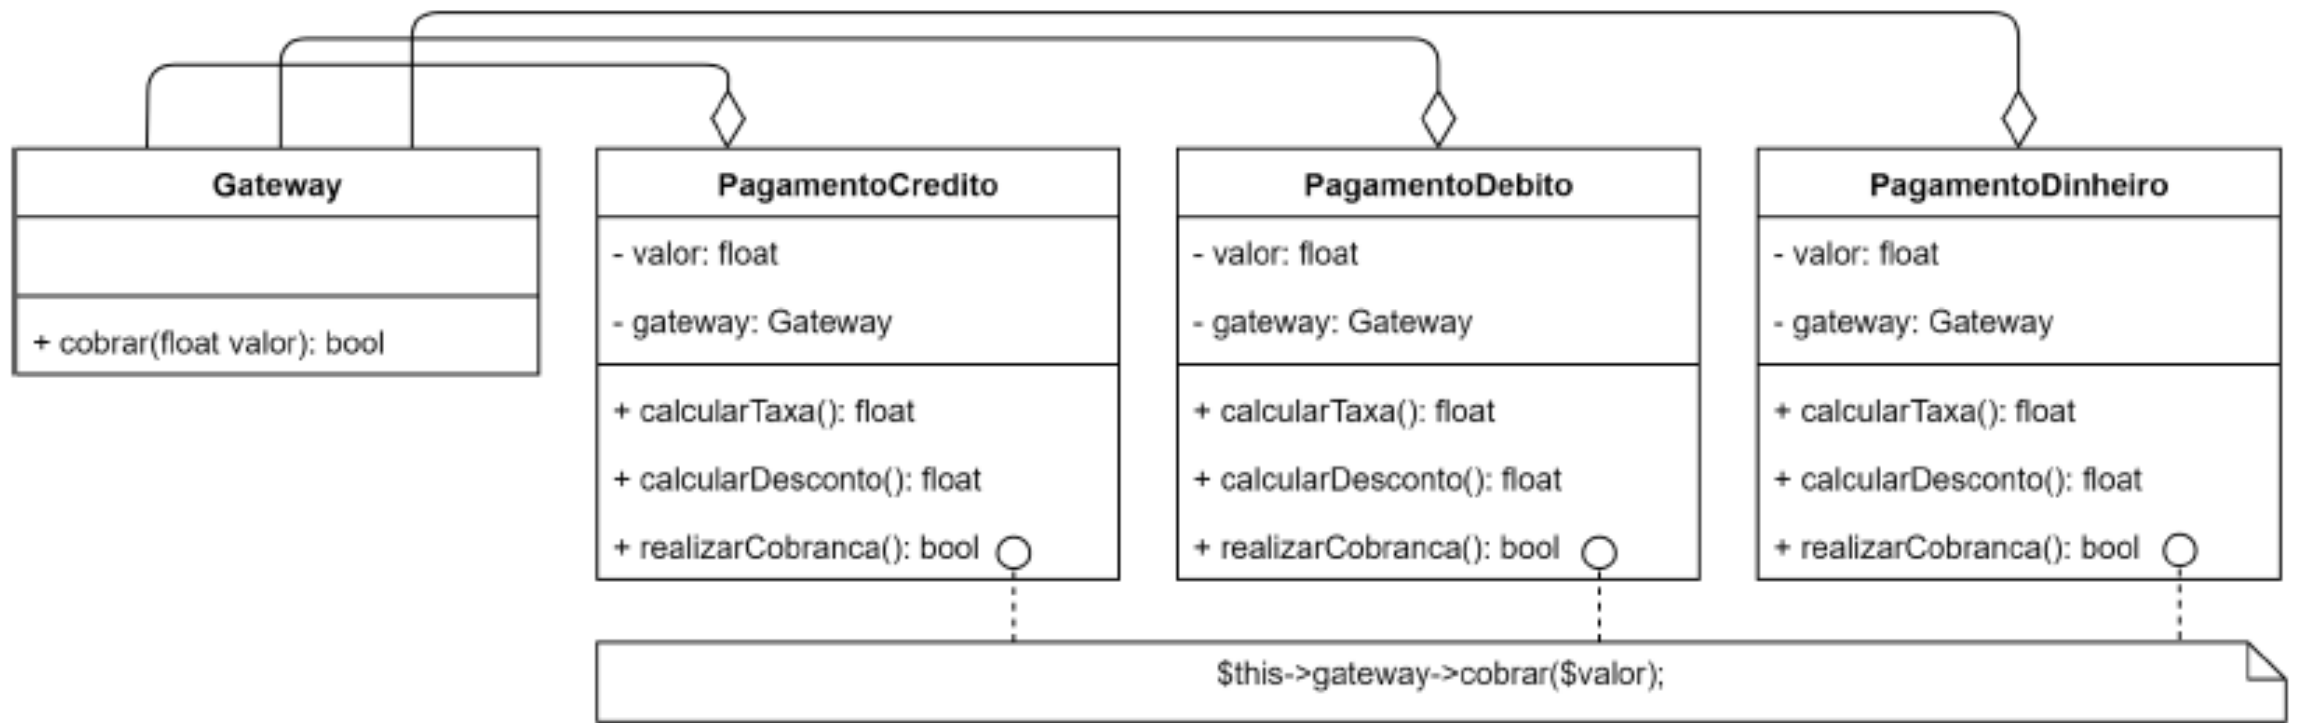 Gateway
+ cobrar(float valor): bool
PagamentoCredito
- valor: float
- gateway: Gateway
+ calcularTaxa(): float
+ calcularDesconto(): float
+ realizarCobranca(): bool
PagamentoDebito
- valor: float
- gateway: Gateway
+ calcularTaxa(): float
+ calcularDesconto(): float
+ realizarCobranca(): bool
PagamentoDinheiro
- valor: float
- gateway: Gateway
+ calcularTaxa(): float
+ calcularDesconto(): float
+ realizarCobranca(): bool
$this->gateway->cobrar($valor);